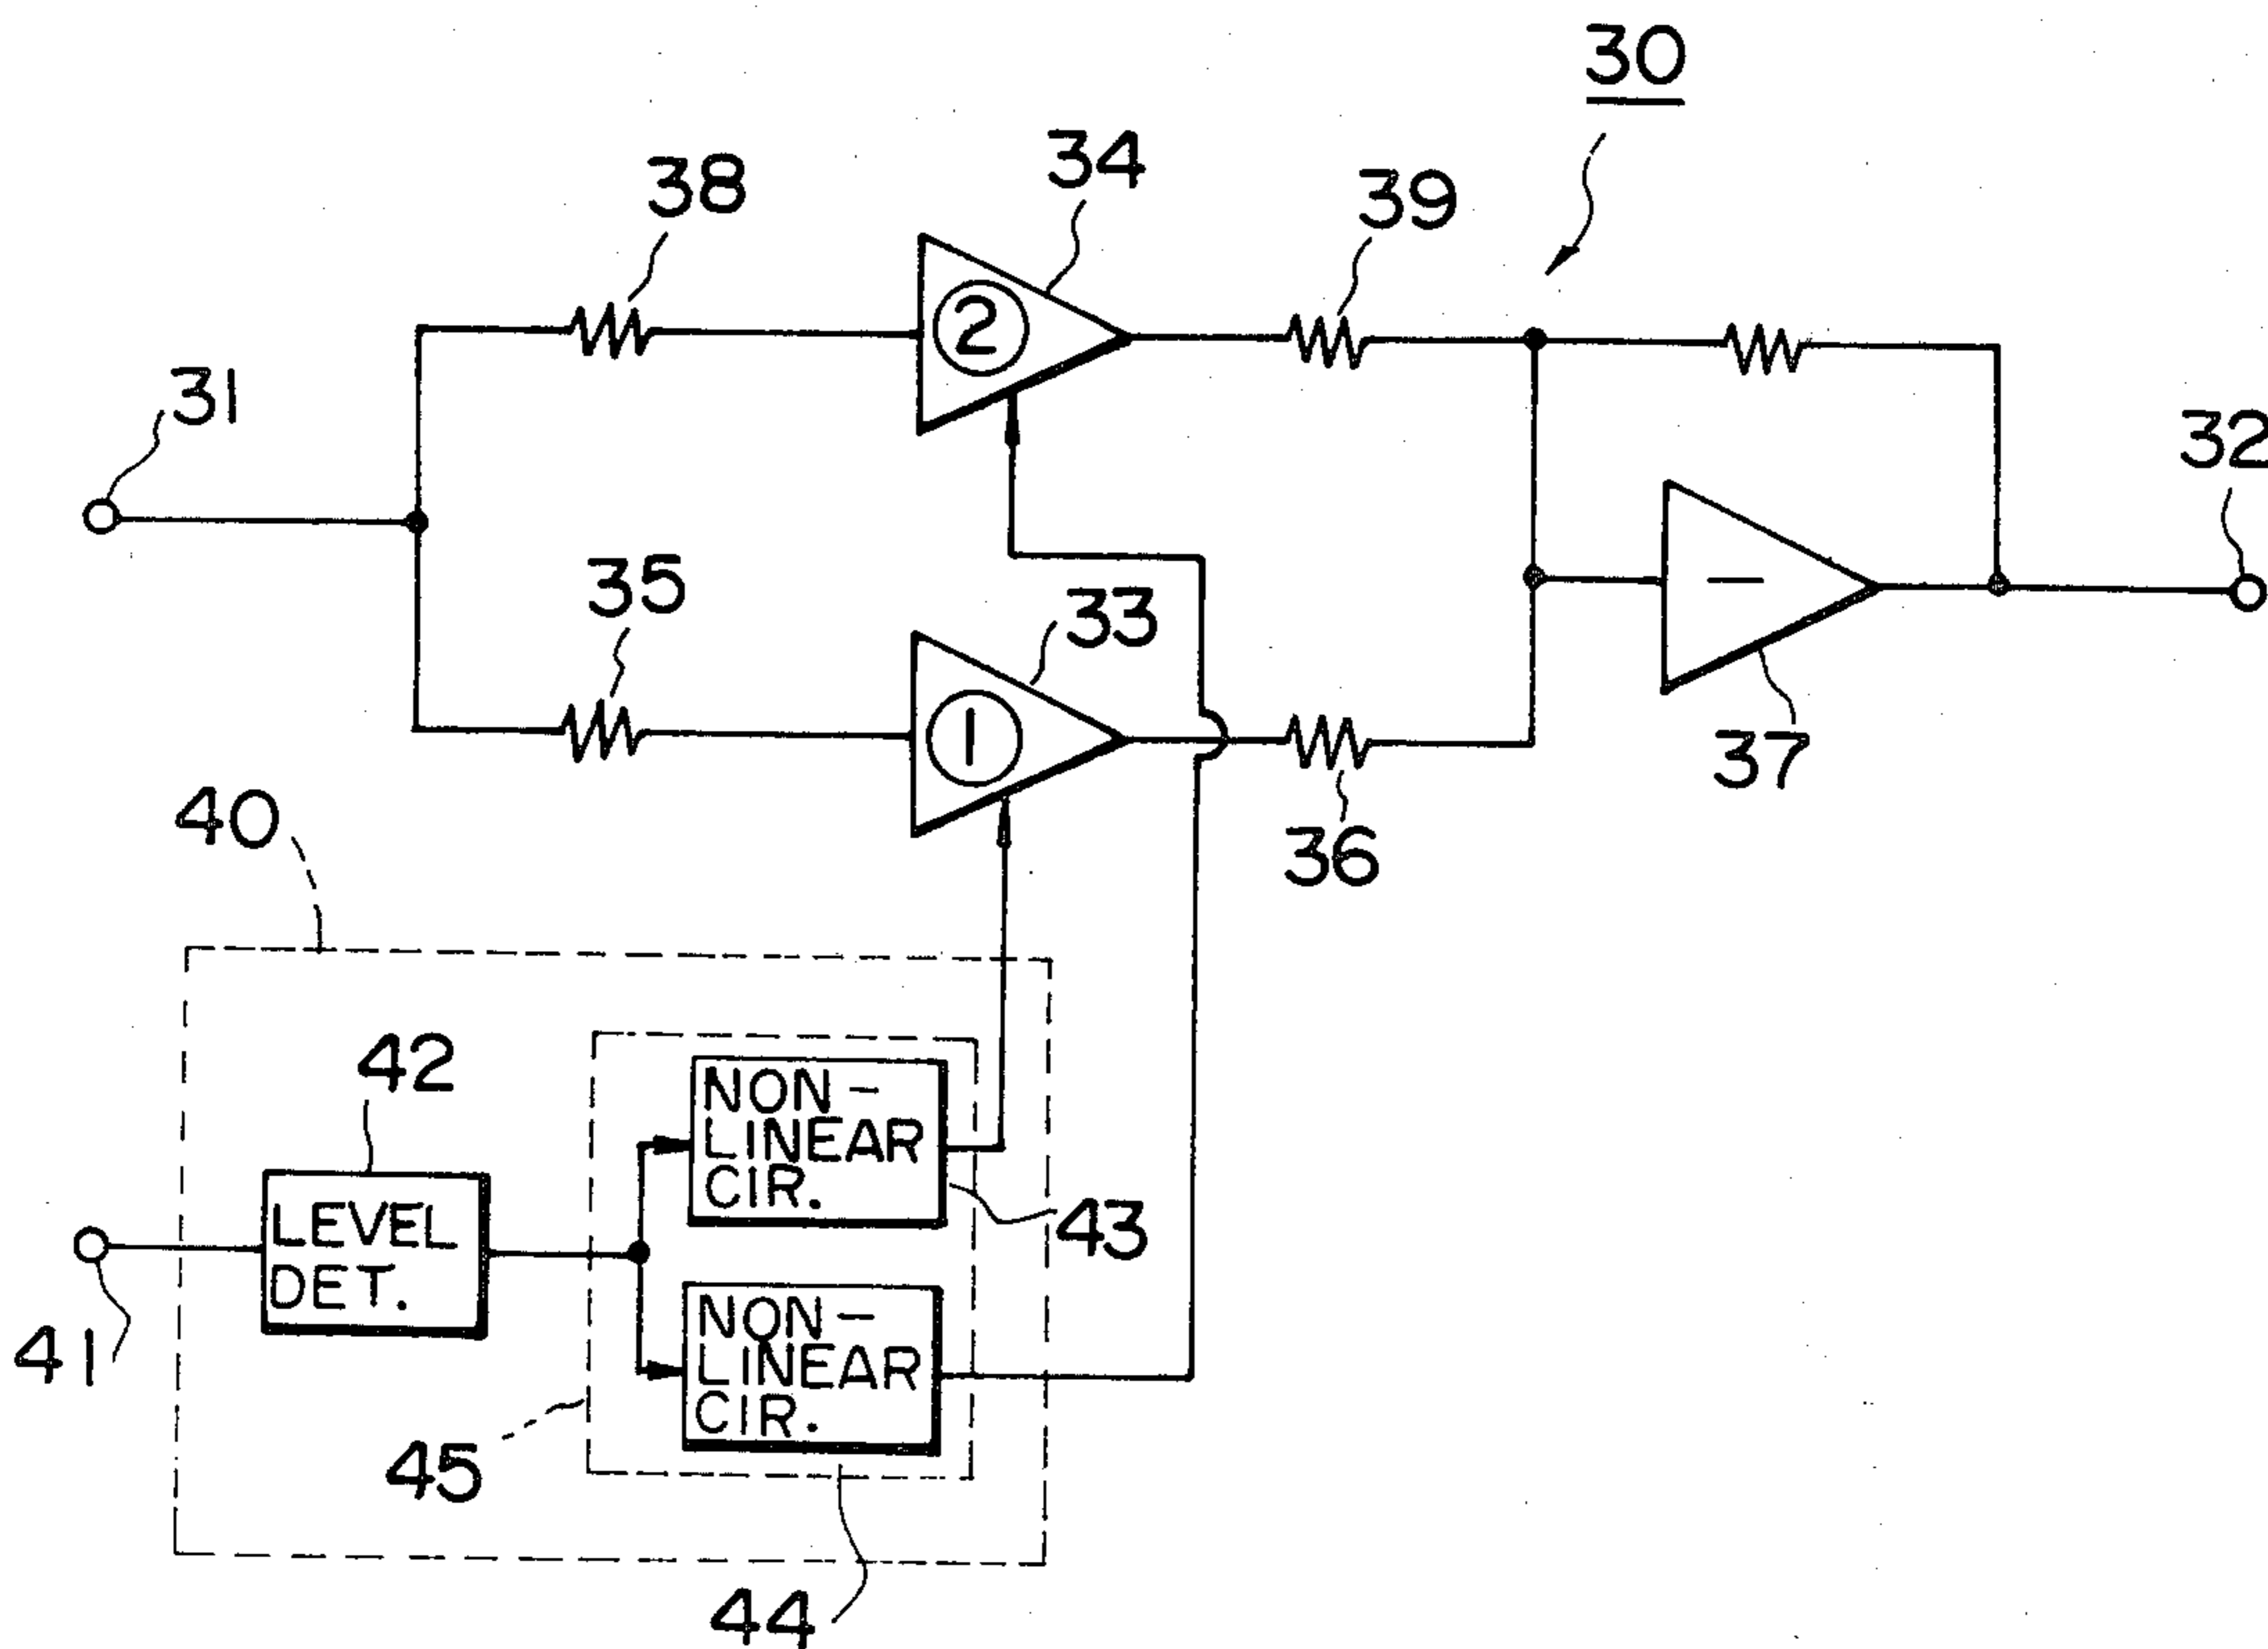 30
34
38
39
2
31
32
35
33
1
37
40
36
42
NON-
LINEAR
CIR.
43
LEVEL
DET.
41
NON-
LINEAR
CIR.
45
44